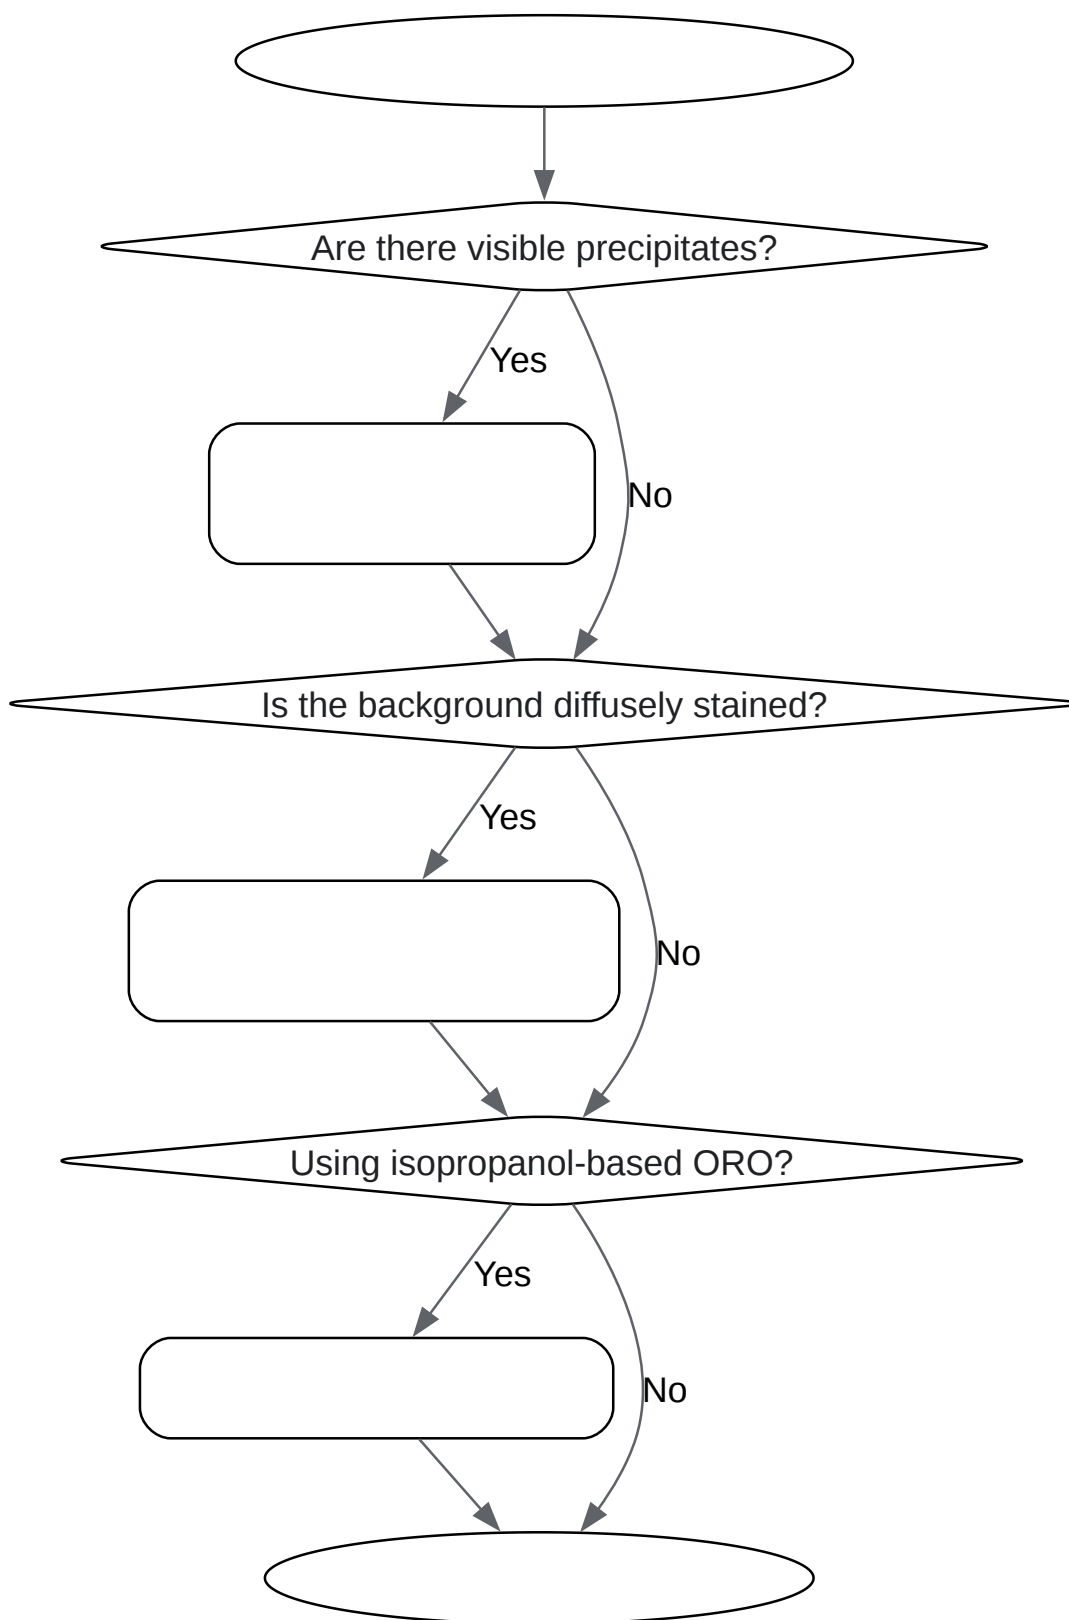 Are there visible precipitates?
Yes
No
Is the background diffusely stained?
Yes
No
Using isopropanol-based ORO?
Yes
No